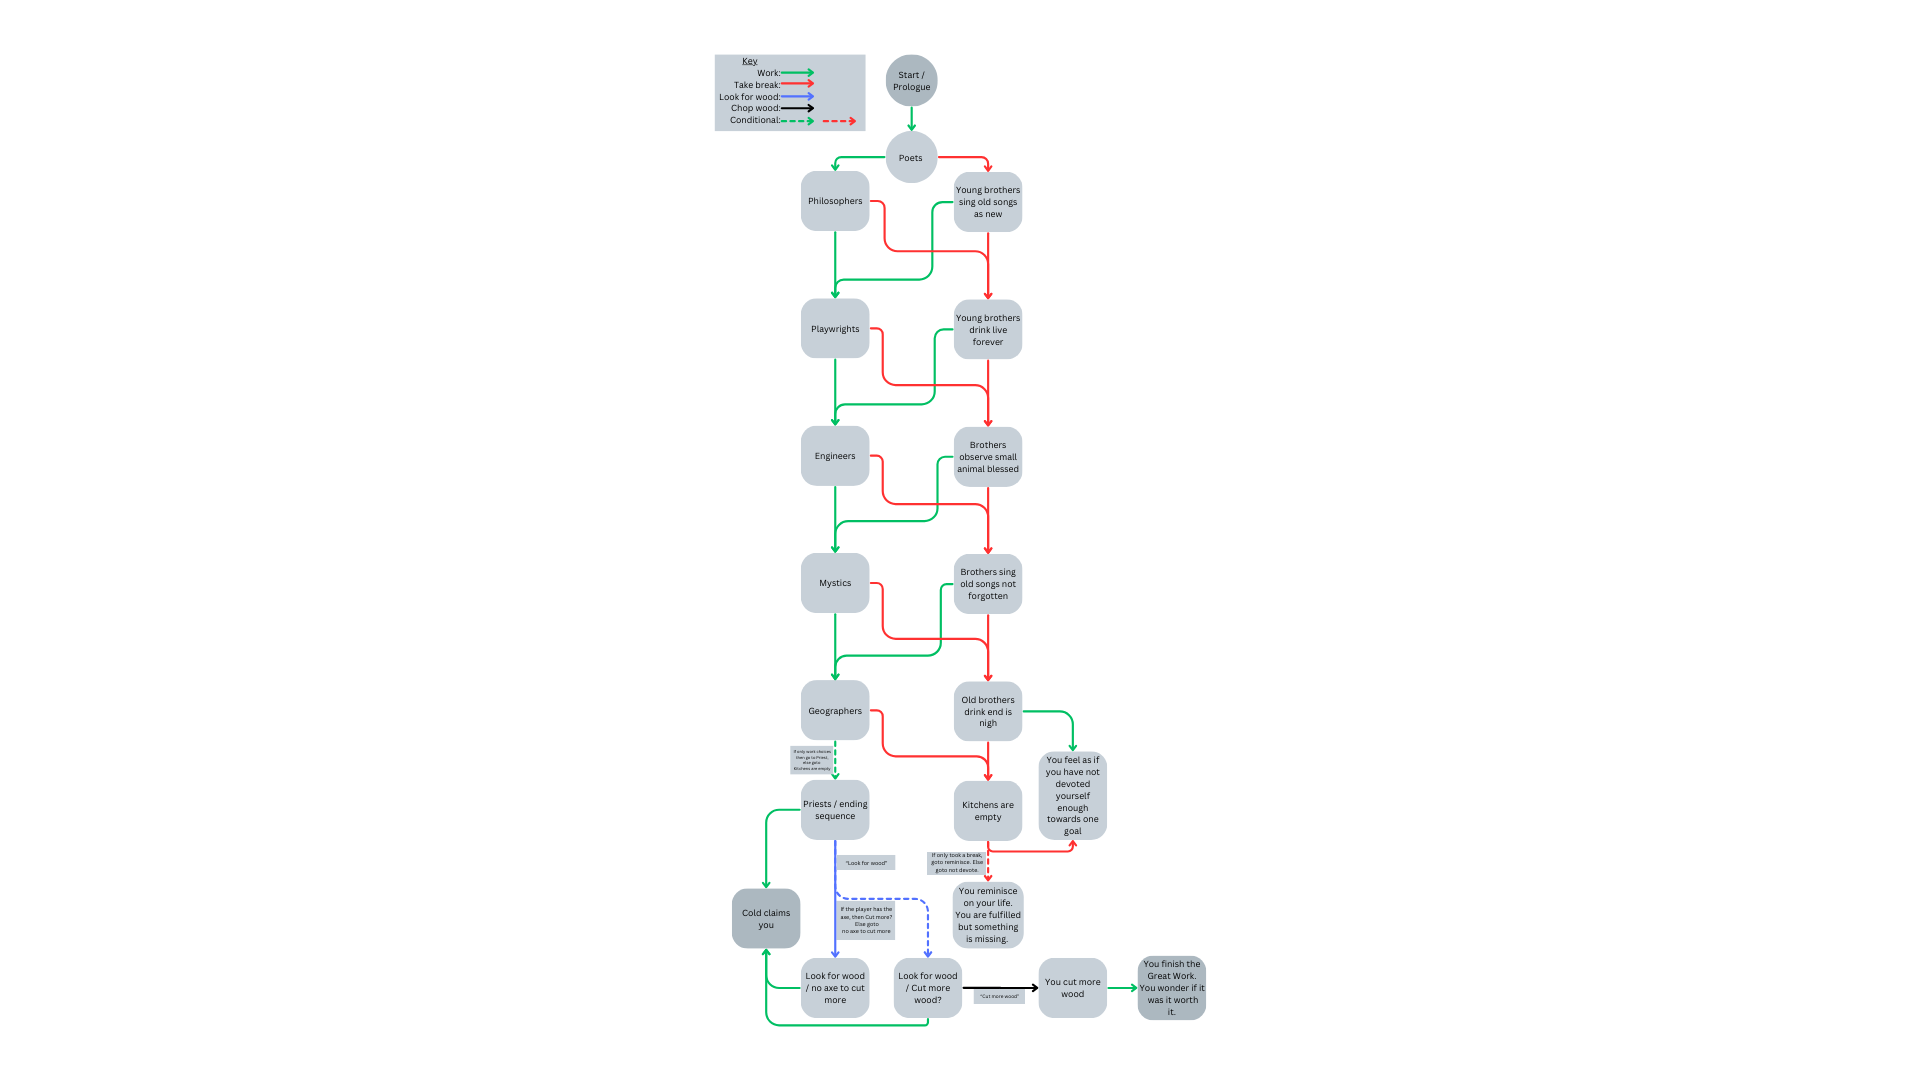 Key
Work:
Take break:
Look for wood:
Chop wood:
Conditional:
Start /
Prologue
Poets
Philosophers
Young brothers
sing old songs
as new
Playwrights
Young brothers
drink live
forever
Engineers
Brothers
observe small
animal blessed
Mystics
Brothers sing
old songs not
forgotten
Geographers
Old brothers
drink end is
nigh
If only work choices
then go to Priest,
else goto
Kitchens are empty
You feel as if
you have not
devoted
yourself
enough
towards one
goal
Priests / ending
sequence
Kitchens are
empty
"Look for wood"
If only took a break,
goto reminisce. Else
goto not devote.
Cold claims
you
If the player has the
axe, then Cut more?
Else goto
no axe to cut more
You reminisce
on your life.
You are fulfilled
but something
is missing.
Look for wood
/ no axe to cut
more
Look for wood
/ Cut more
wood?
"Cut more wood"
You cut more
wood
You finish the
Great Work.
You wonder if it
was it worth
it.